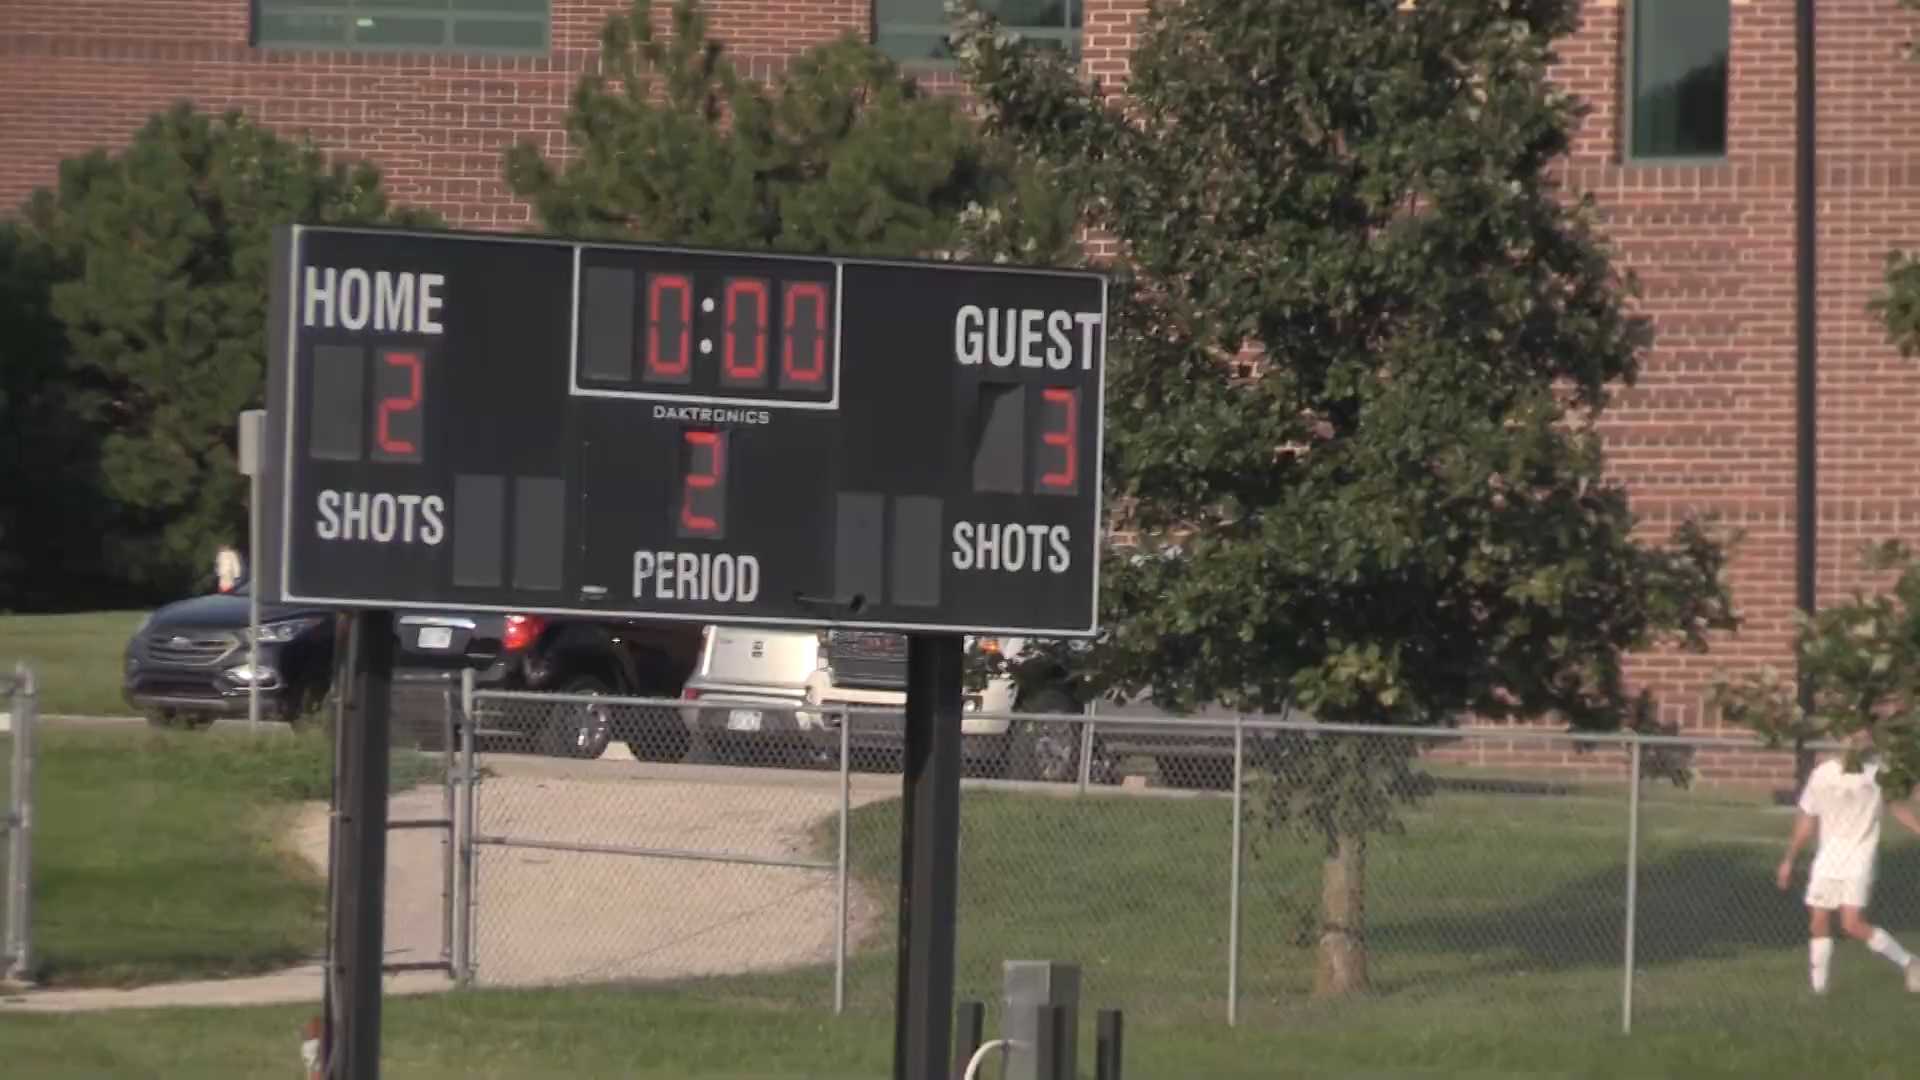 HOME
0:00
GUEST
2
DAKTRONICS
3
2
SHOTS
PERIOD
SHOTS